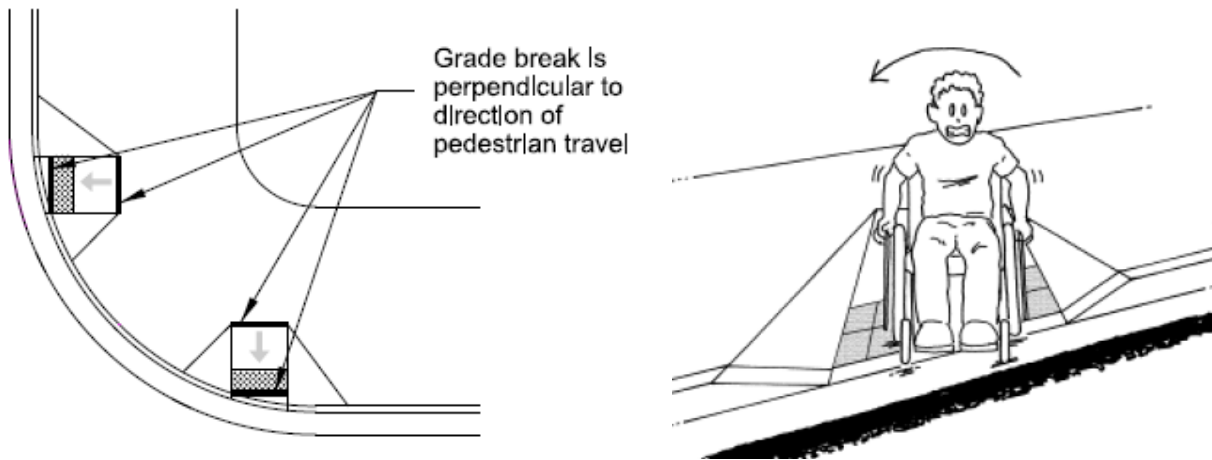 Grade break is
perpendicular to
direction of
pedestrian travel